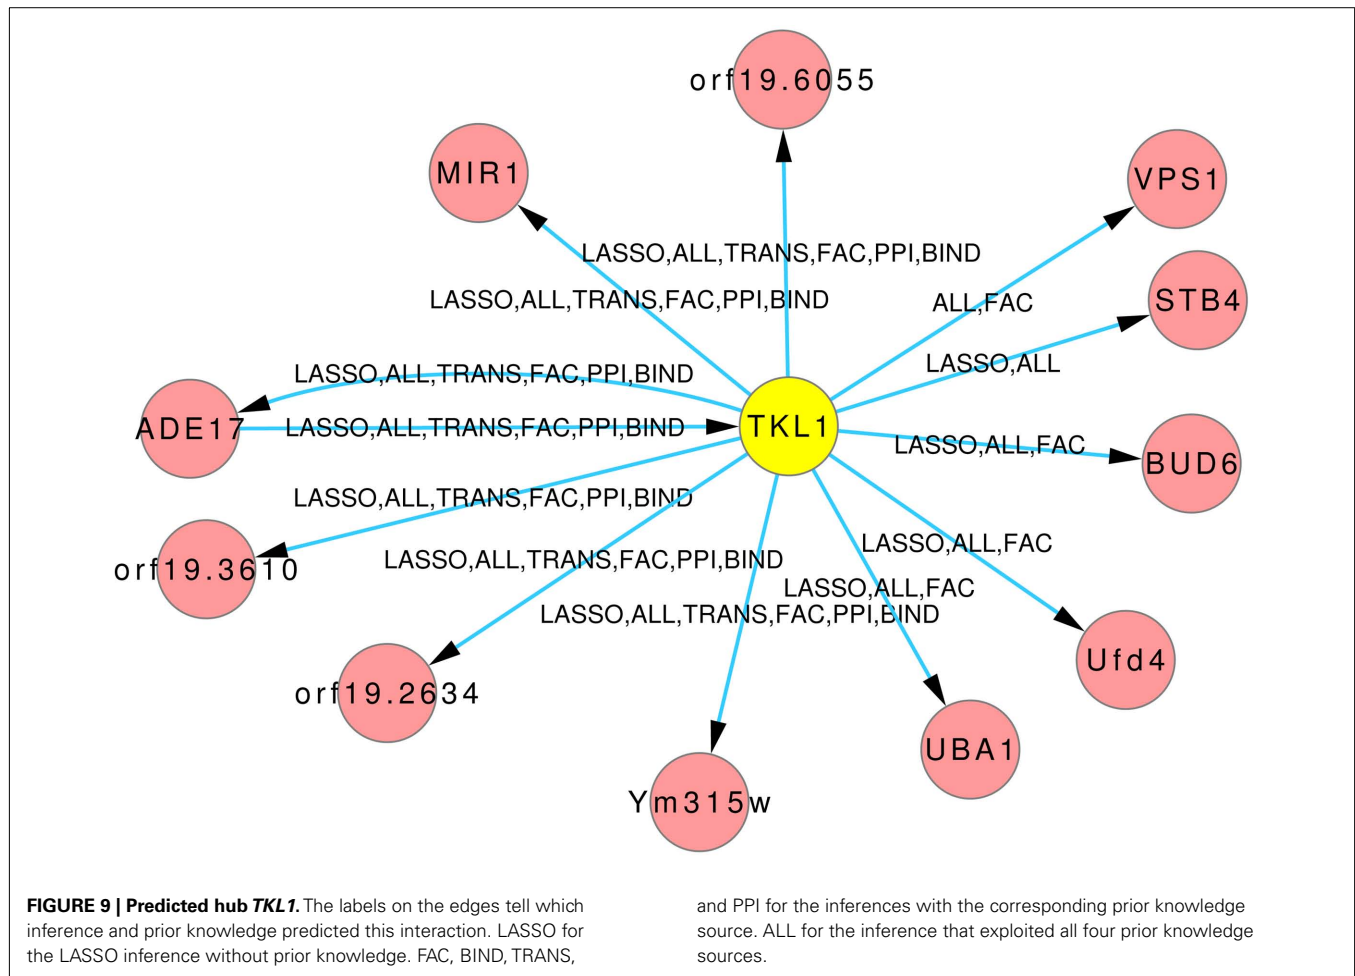 orf19.6055
MIR1
VPS1
LASSO,ALL,TRANS,FAC,PPI,BIND
STB4
LASSO,ALL,TRANS,FAC,PPI,BIND
ALL,FAC
LASSO,ALL
LASSO,ALL,TRANS,FAC,PPI,BIND
ADE17
LASSO,ALL,TRANS,FAC,PPI,BIND
TKL1
LASSO,ALL,FAC
BUD6
LASSO,ALL,TRANS,FAC,PPI,BIND
LASSO,ALL,FAC
LASSO,ALL,TRANS,FAC,PPI,BIND
orf19.3610
LASSO,ALL,FAC
LASSO,ALL,TRANS,FAC,PPI,BIND
Ufd4
orf19.2634
UBA1
Ym315w
FIGURE 9 | Predicted hub TKL1. The labels on the edges tell which
inference and prior knowledge predicted this interaction. LASSO for
the LASSO inference without prior knowledge. FAC, BIND, TRANS,
and PPI for the inferences with the corresponding prior knowledge
source. ALL for the inference that exploited all four prior knowledge
sources.